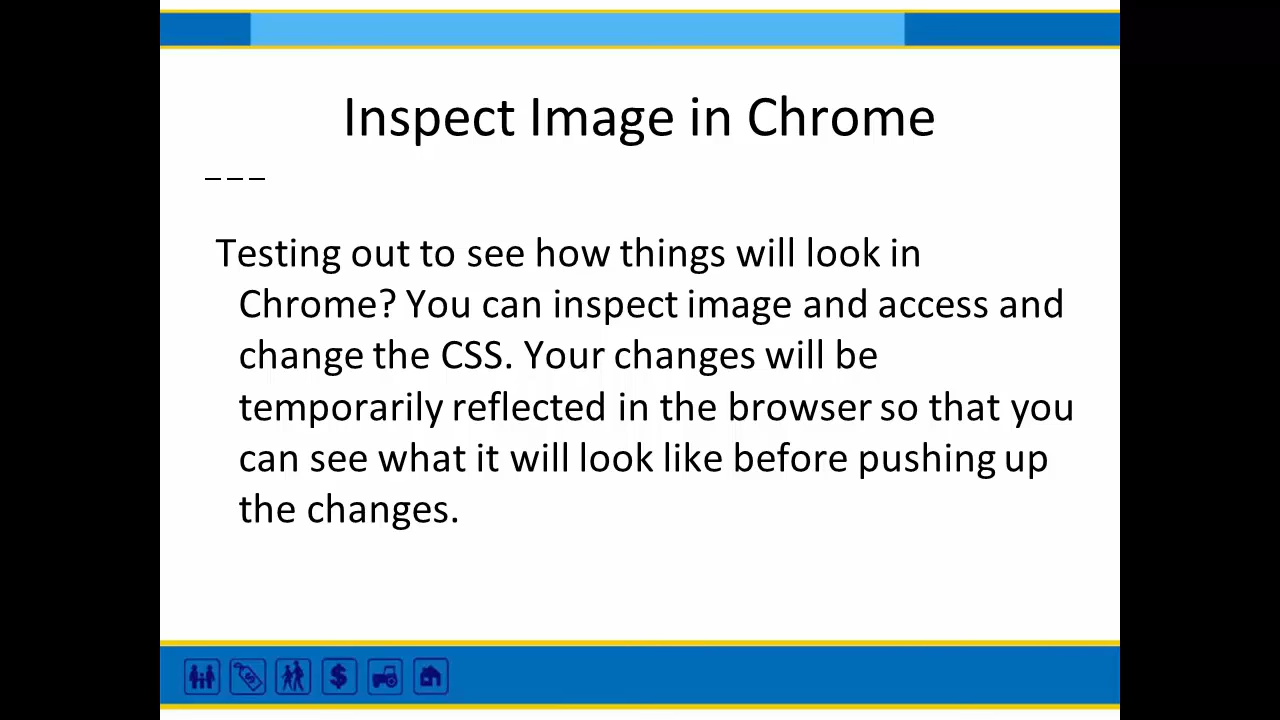 Inspect Image in Chrome
– – –
Testing out to see how things will look in
Chrome? You can inspect image and access and
change the CSS. Your changes will be
temporarily reflected in the browser so that you
can see what it will look like before pushing up
the changes.
$